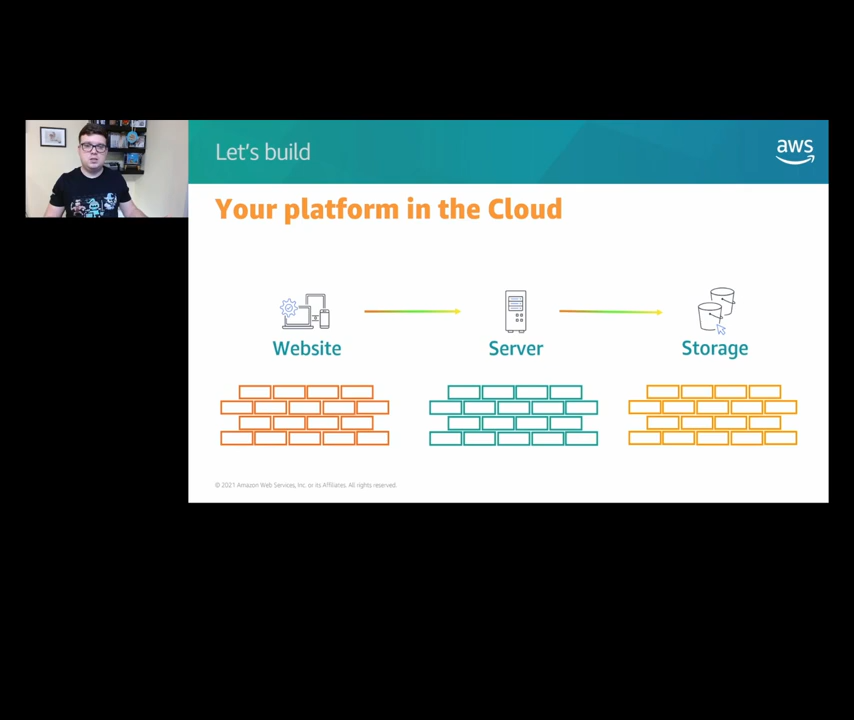 Let's build
aws
Your platform in the Cloud
Website
Server
Storage
© 2021 Amazon Web Services, Inc. or its Affiliates. All rights reserved.